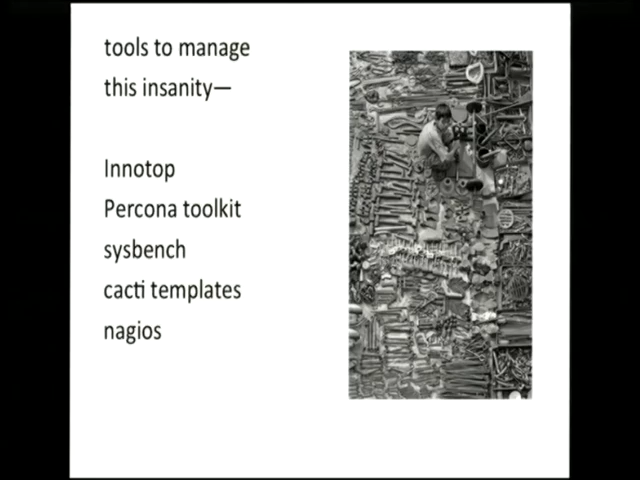 tools to manage
this insanity—
Innotop
Percona toolkit
sysbench
cacti templates
nagios